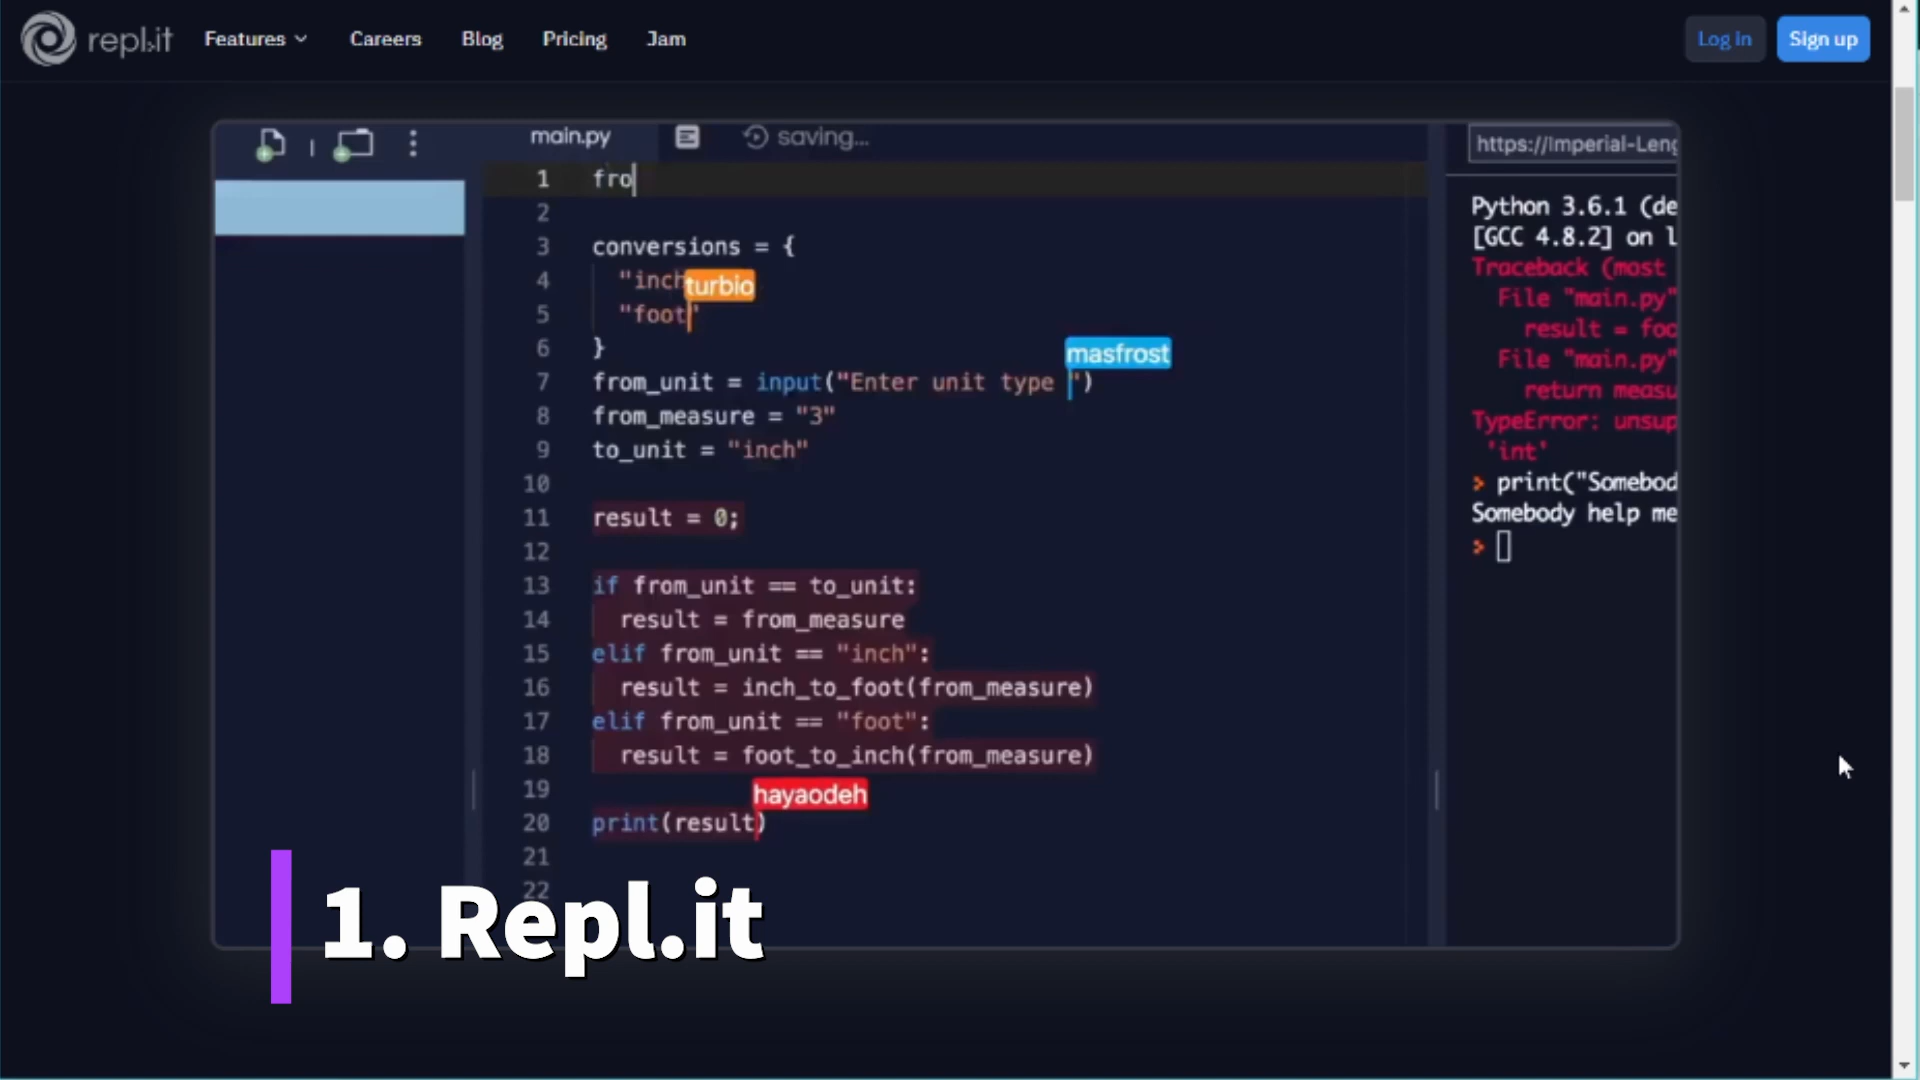 repl.it Features Careers Blog Pricing Jam Log in Sign up
main.py saving...
https://Imperial-Leng
1 fro
2
3 conversions = {
4 "inch
turbio
5 "foot"
6 }
masfrost
7 from_unit = input("Enter unit type ")
8 from_measure = "3"
9 to_unit = "inch"
10
11 result = 0;
12
13 if from_unit == to_unit:
14 result = from_measure
15 elif from_unit == "inch":
16 result = inch_to_foot(from_measure)
17 elif from_unit == "foot":
18 result = foot_to_inch(from_measure)
19
hayaodeh
20 print(result)
21
22
Python 3.6.1 (de
[GCC 4.8.2] on l
Traceback (most
File "main.py"
result = foo
File "main.py"
return measu
TypeError: unsup
'int'
> print("Somebod
Somebody help me
>
1. Repl.it